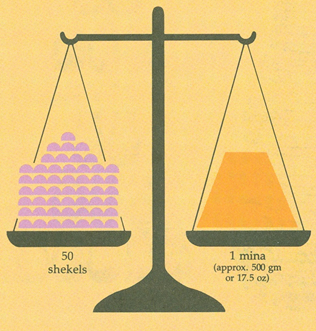 50
shekels
1 mina
(approx. 500 gm
or 17.5 oz)